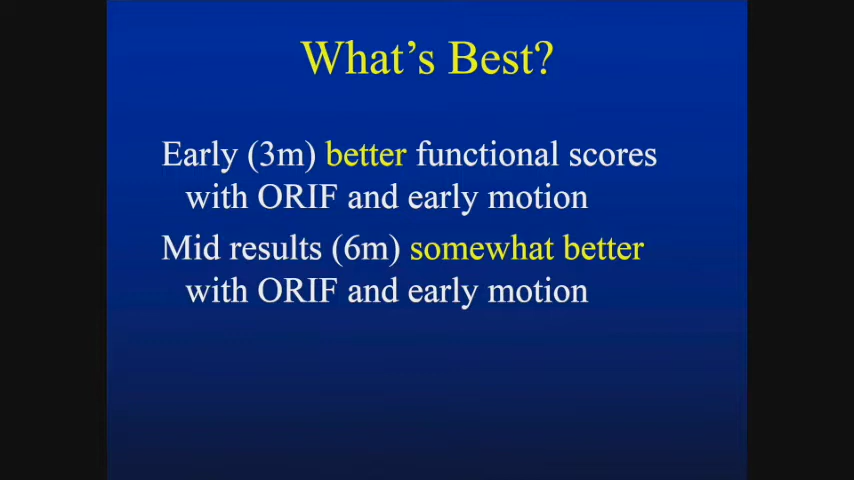 What's Best?
Early (3m) better functional scores
with ORIF and early motion
Mid results (6m) somewhat better
with ORIF and early motion